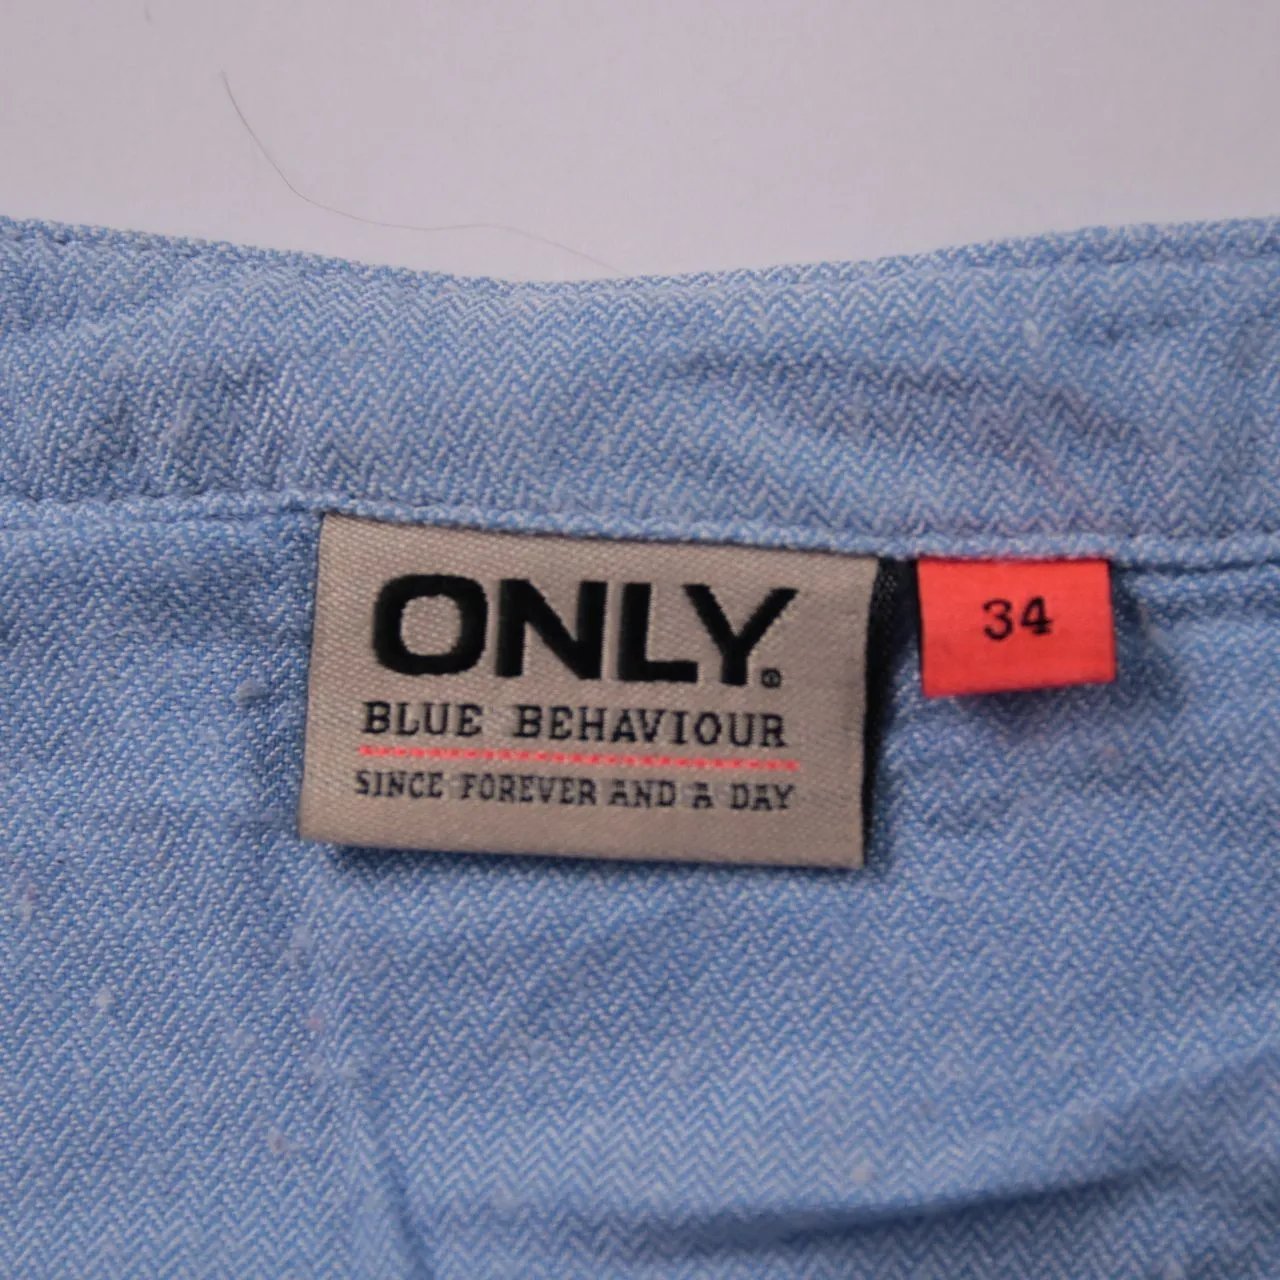 ONLY®
BLUE BEHAVIOUR
SINCE FOREVER AND A DAY
34